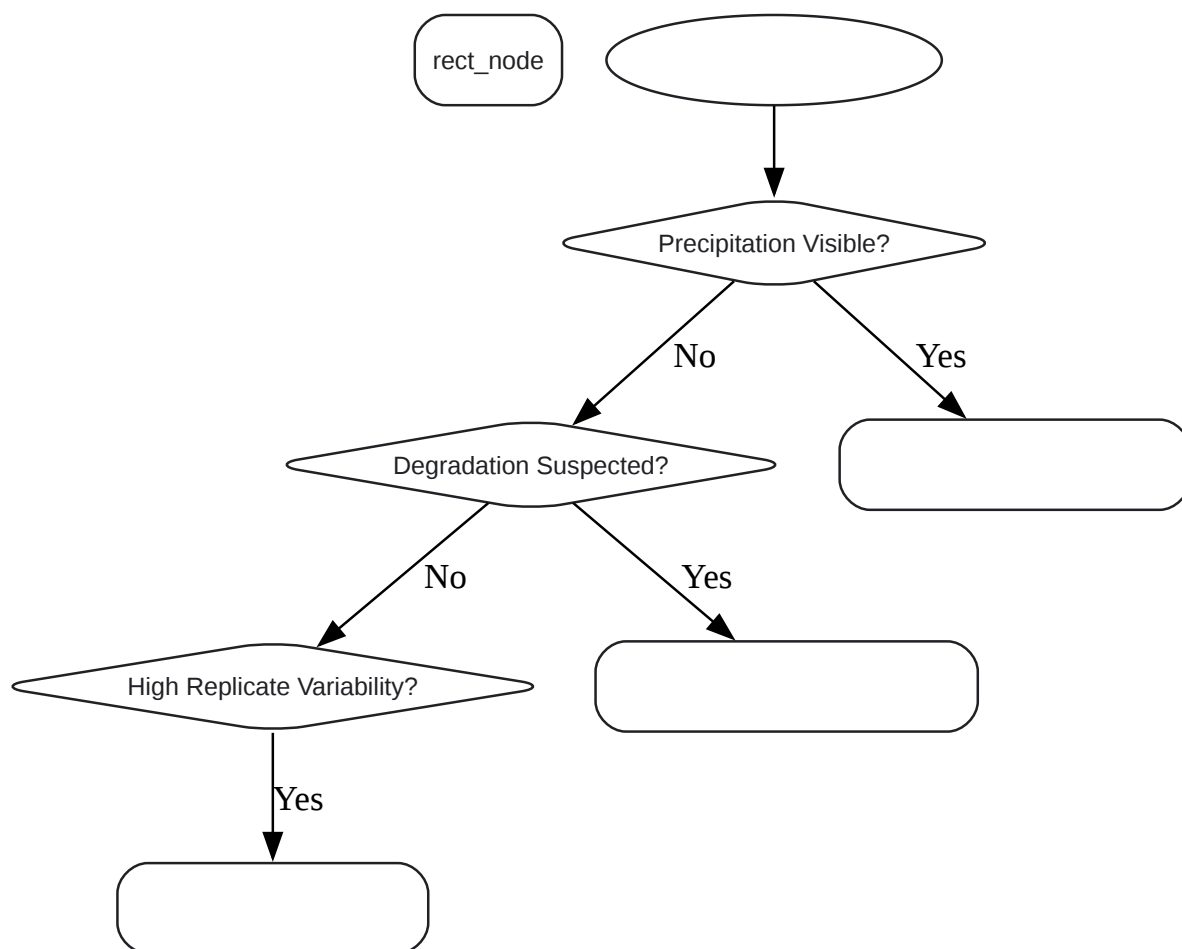 rect_node
Precipitation Visible?
No
Yes
Degradation Suspected?
No
Yes
High Replicate Variability?
Yes